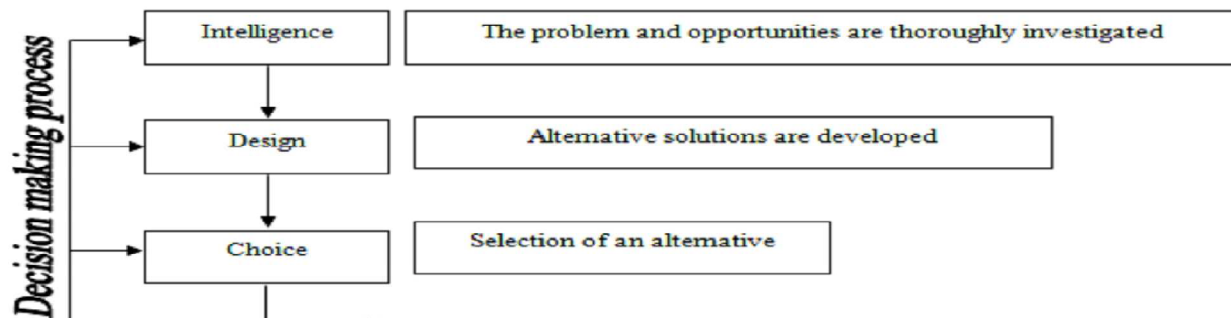 Decision making process
Intelligence
The problem and opportunities are thoroughly investigated
Design
Alternative solutions are developed
Choice
Selection of an alternative